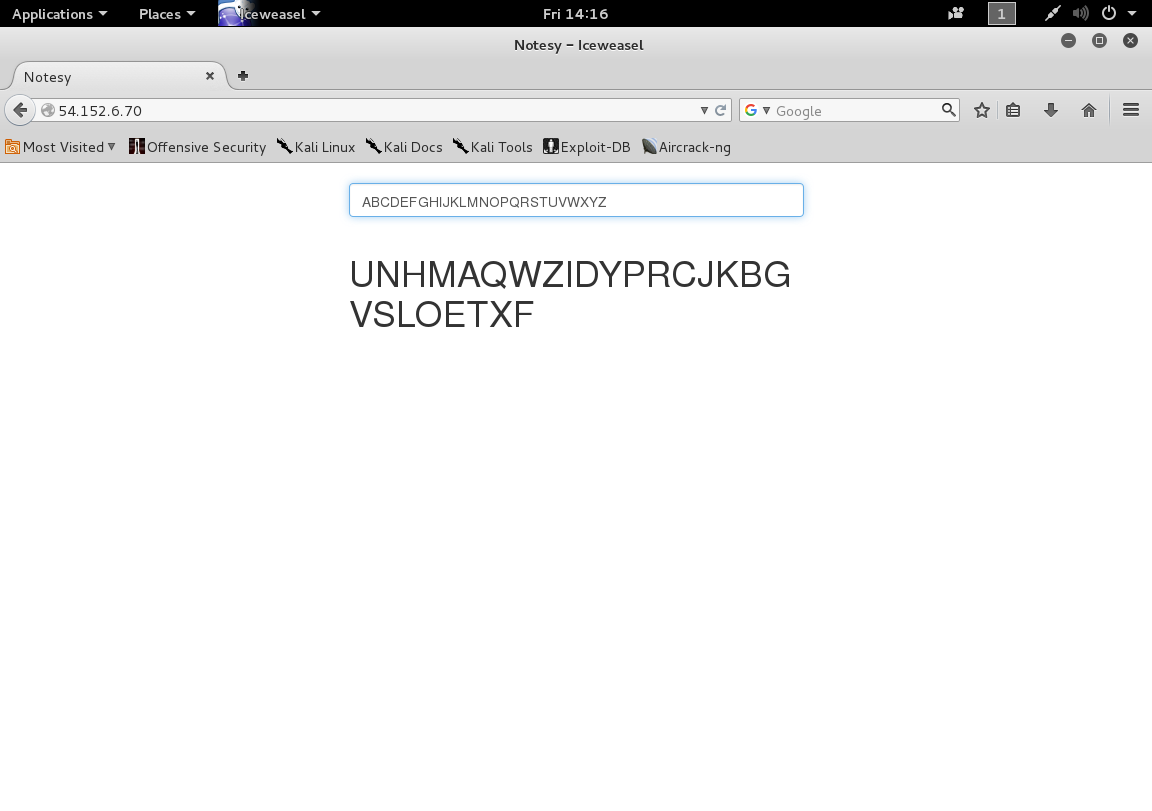 Applications Places Iceweasel Fri 14:16 1
Notesy – Iceweasel
Notesy
54.152.6.70 Google
Most Visited Offensive Security Kali Linux Kali Docs Kali Tools Exploit-DB Aircrack-ng
ABCDEFGHIJKLMNOPQRSTUVWXYZ
UNHMAQWZIDYPRCJKBG
VSLOETXF